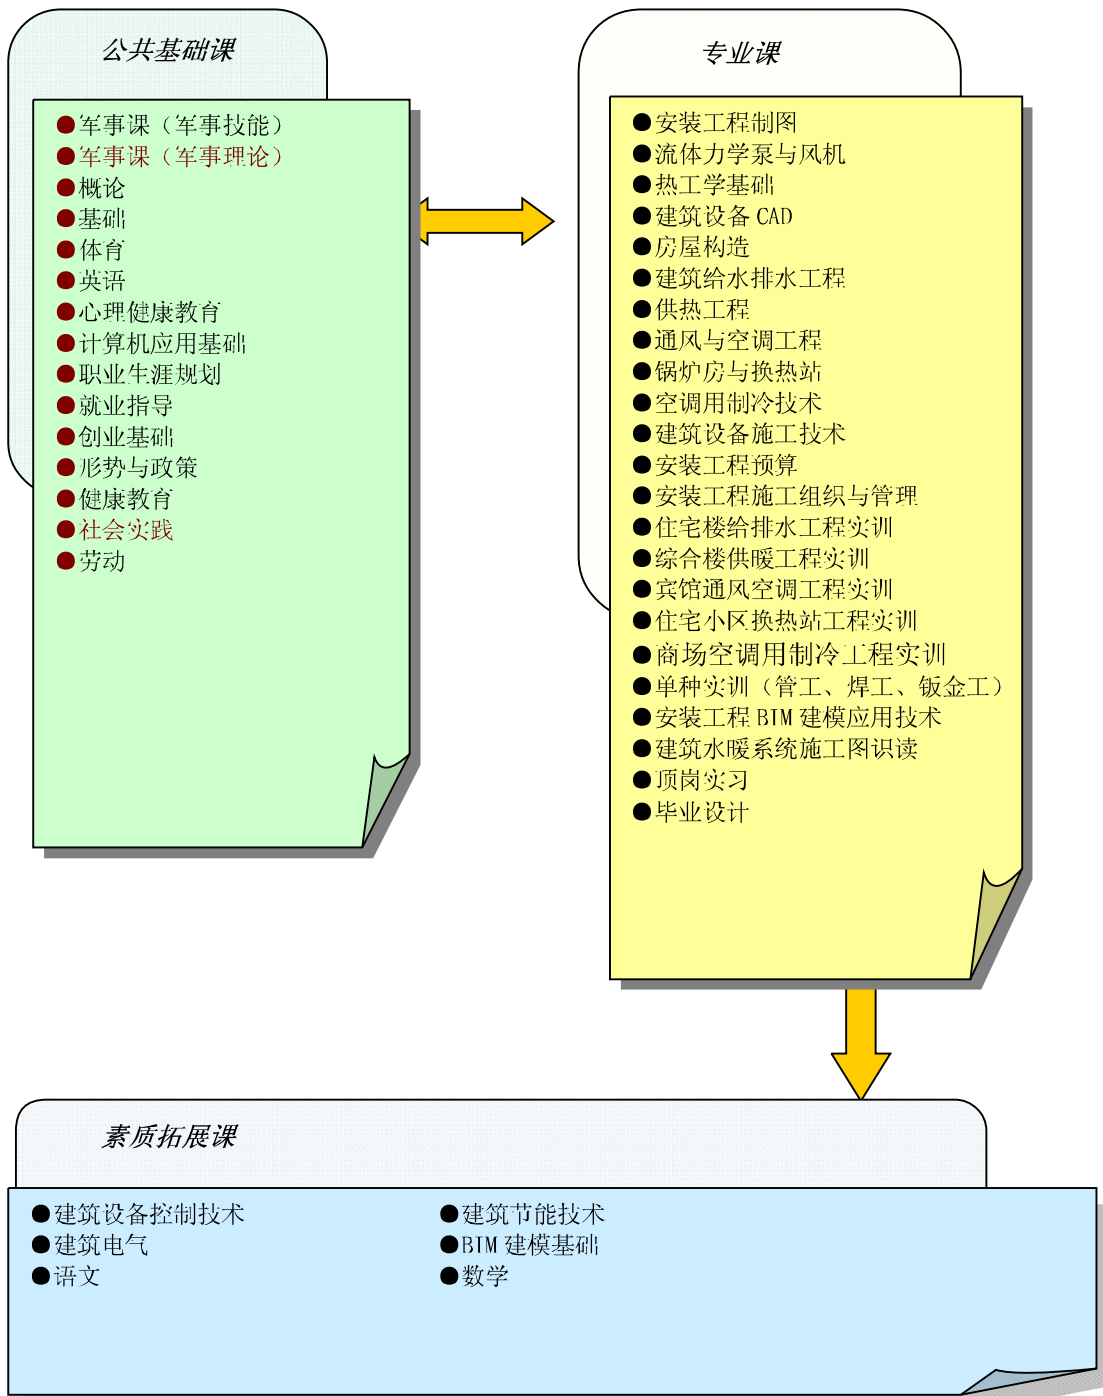 公共基础课
●军事课（军事技能）
●军事课（军事理论）
●概论
●基础
●体育
●英语
●心理健康教育
●计算机应用基础
●职业生涯规划
●就业指导
●创业基础
●形势与政策
●健康教育
●社会实践
●劳动
专业课
●安装工程制图
●流体力学泵与风机
●热工学基础
●建筑设备 CAD
●房屋构造
●建筑给水排水工程
●供热工程
●通风与空调工程
●锅炉房与换热站
●空调用制冷技术
●建筑设备施工技术
●安装工程预算
●安装工程施工组织与管理
●住宅楼给排水工程实训
●综合楼供暖工程实训
●宾馆通风空调工程实训
●住宅小区换热站工程实训
●商场空调用制冷工程实训
●单种实训（管工、焊工、钣金工）
●安装工程 BIM 建模应用技术
●建筑水暖系统施工图识读
●顶岗实习
●毕业设计
素质拓展课
●建筑设备控制技术 ●建筑节能技术
●建筑电气 ●BIM 建模基础
●语文 ●数学